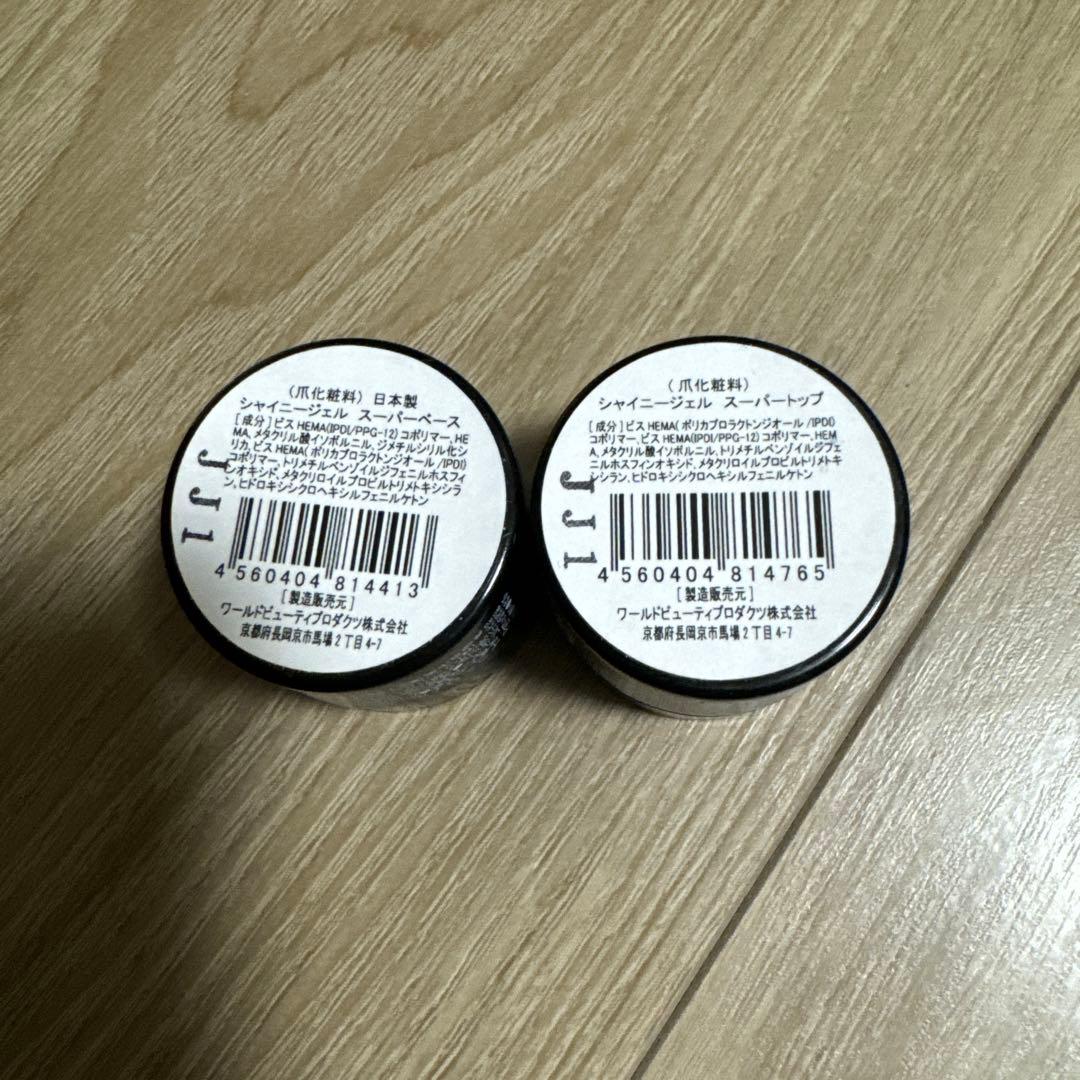 （爪化粧料）日本製
シャイニージェル スーパーベース
[成分]ビスHEMA(IPDI/PPG-12)コポリマー、HE
MA、メタクリル酸イソボルニル、ジメチルシリル化シ
リカ、ビスHEMA(ポリカプロラクトンジオール/IPDI)
コポリマー、トリメチルベンゾイルジフェニルホスフィ
ンオキシド、メタクリロイルプロピルトリメトキシシラ
ン、ヒドロキシシクロヘキシルフェニルケトン
JJ1
4 560404 814413
[製造販売元]
ワールドビューティプロダクツ株式会社
京都府長岡京市馬場2丁目4-7
（爪化粧料）
シャイニージェル スーパートップ
[成分]ビスHEMA(ポリカプロラクトンジオール/IPDI)
コポリマー、ビスHEMA(IPDI/PPG-12)コポリマー、HEM
A、メタクリル酸イソボルニル、トリメチルベンゾイルジフェ
ニルホスフィンオキシド、メタクリロイルプロピルトリメトキ
シシラン、ヒドロキシシクロヘキシルフェニルケトン
JJ1
4 560404 814765
[製造販売元]
ワールドビューティプロダクツ株式会社
京都府長岡京市馬場2丁目4-7